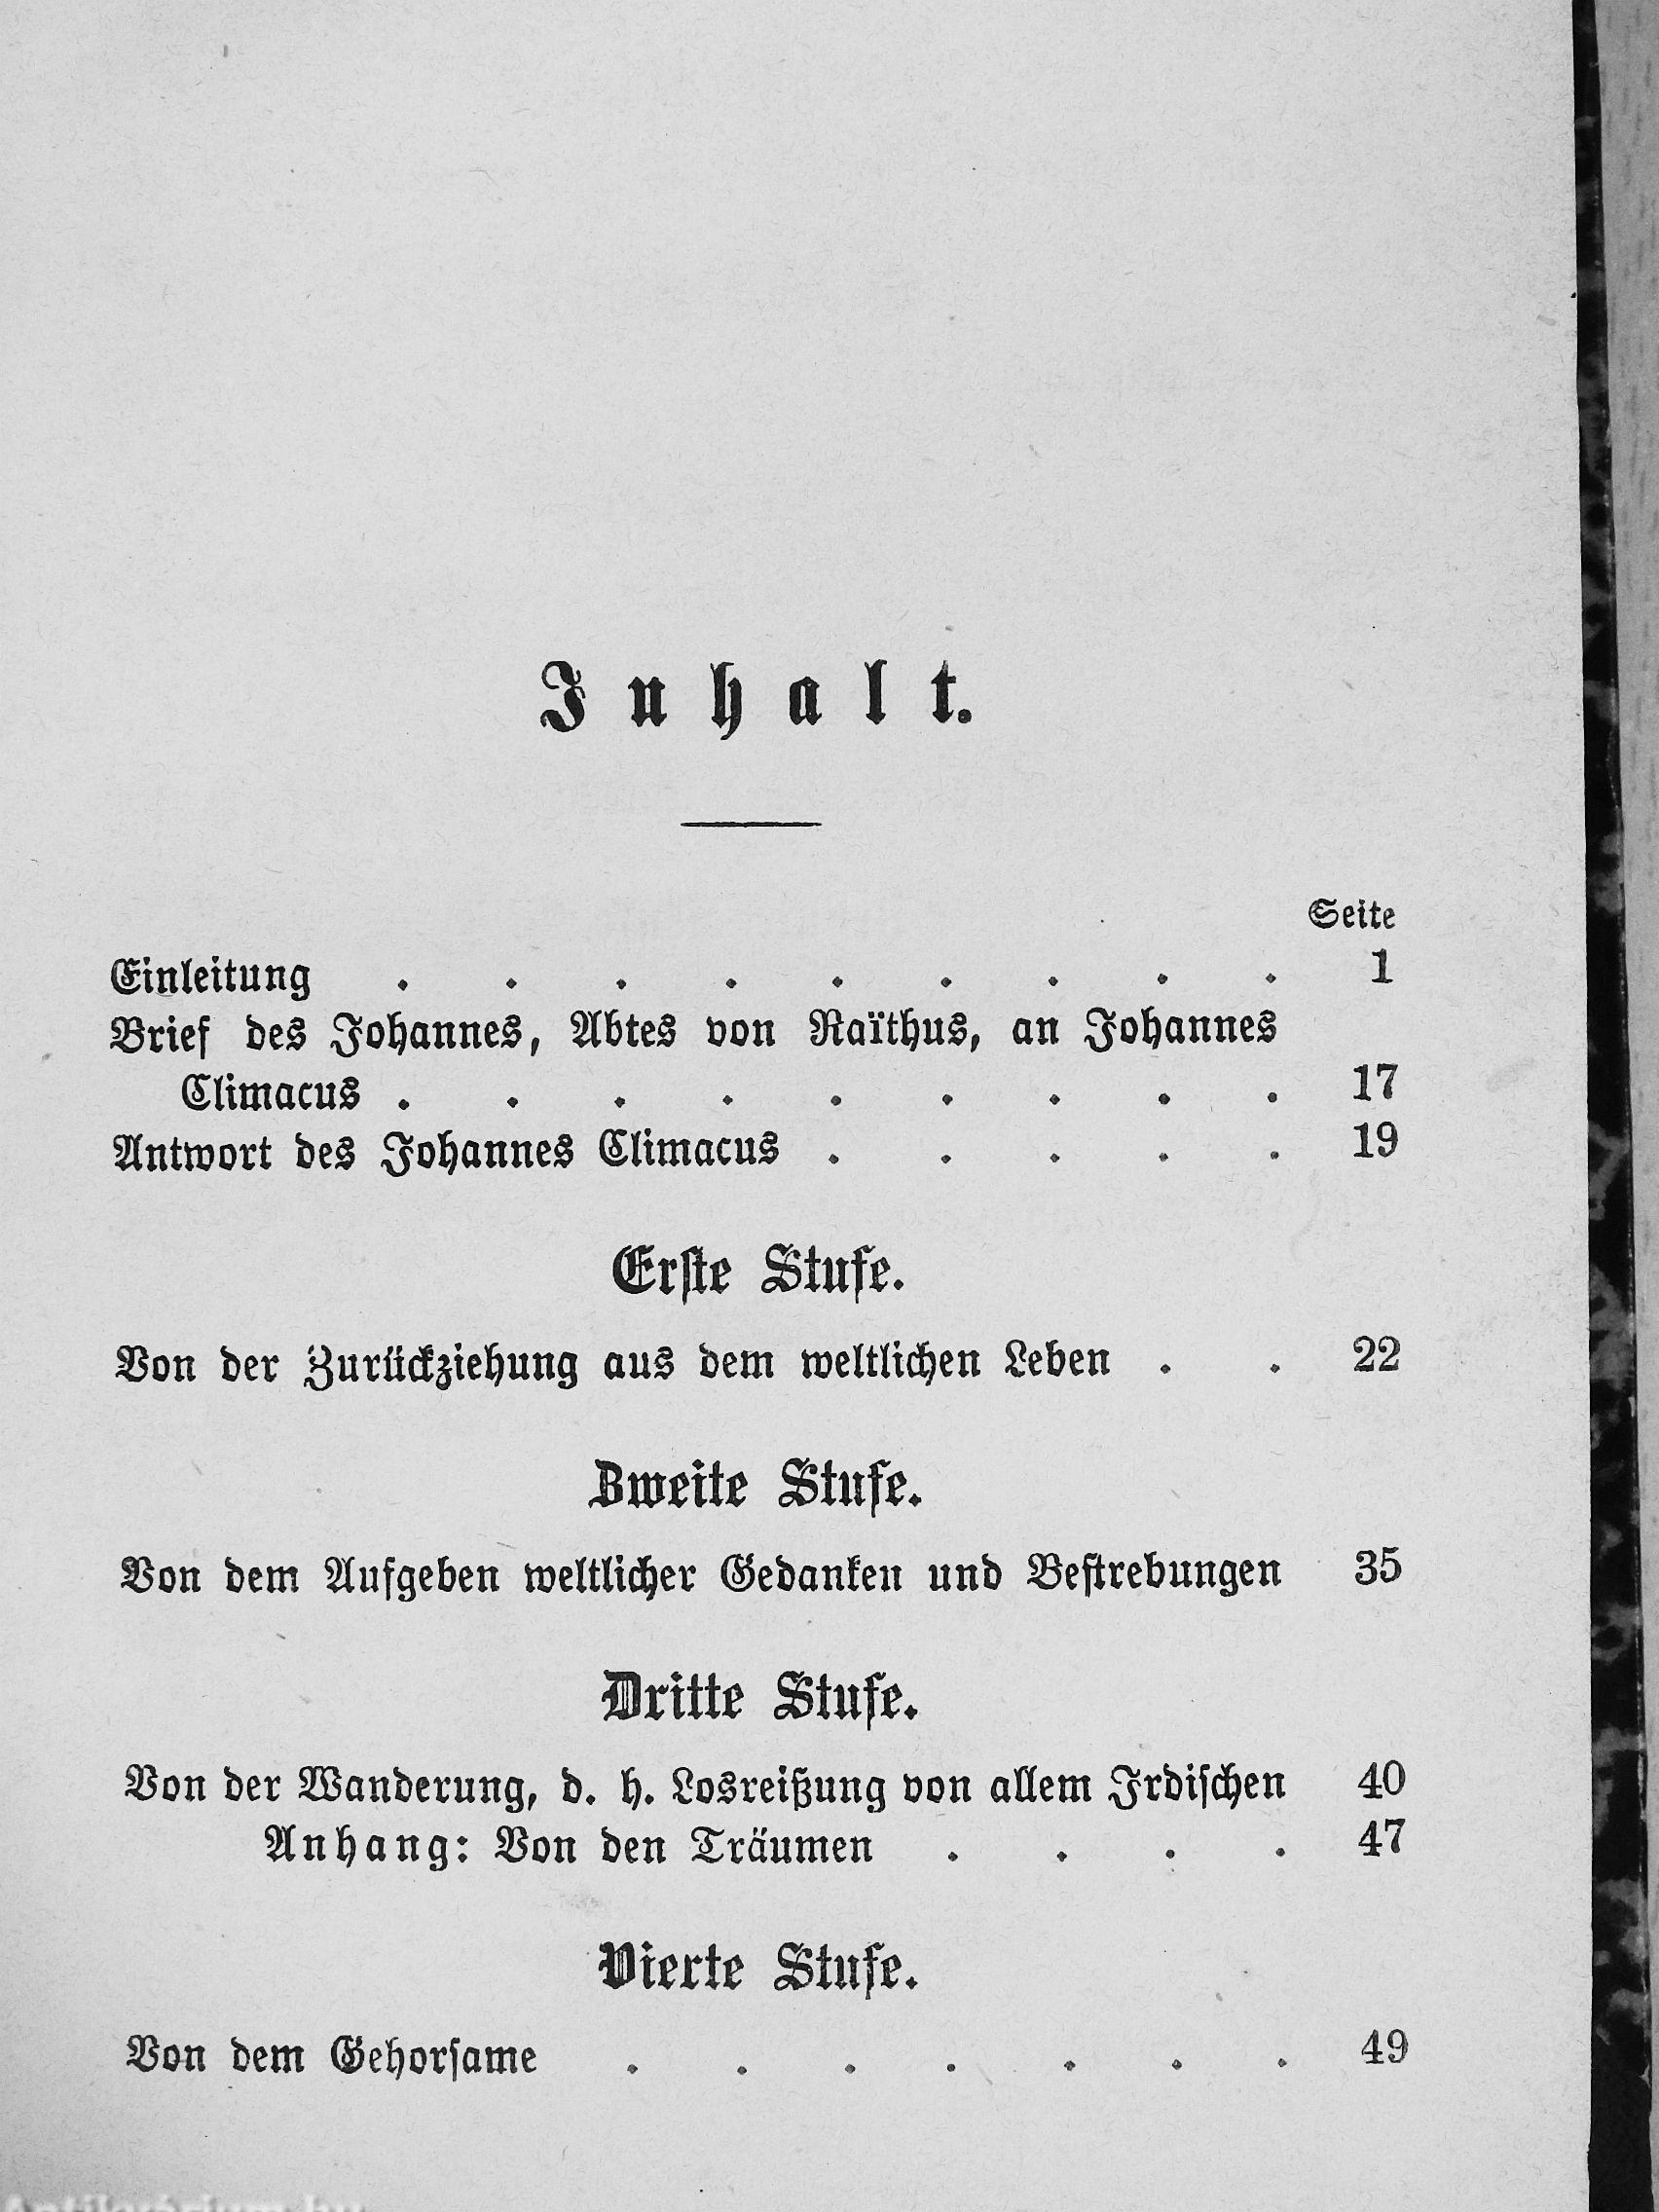 Inhalt.
Seite
Einleitung . . . . . . . . . 1
Brief des Johannes, Abtes von Raïthus, an Johannes
Climacus . . . . . . . . . 17
Antwort des Johannes Climacus . . . . . 19
Erste Stufe.
Von der Zurückziehung aus dem weltlichen Leben . . 22
Zweite Stufe.
Von dem Aufgeben weltlicher Gedanken und Bestrebungen 35
Dritte Stufe.
Von der Wanderung, d. h. Losreißung von allem Irdischen 40
Anhang: Von den Träumen . . . . 47
Vierte Stufe.
Von dem Gehorsame . . . . . . . 49